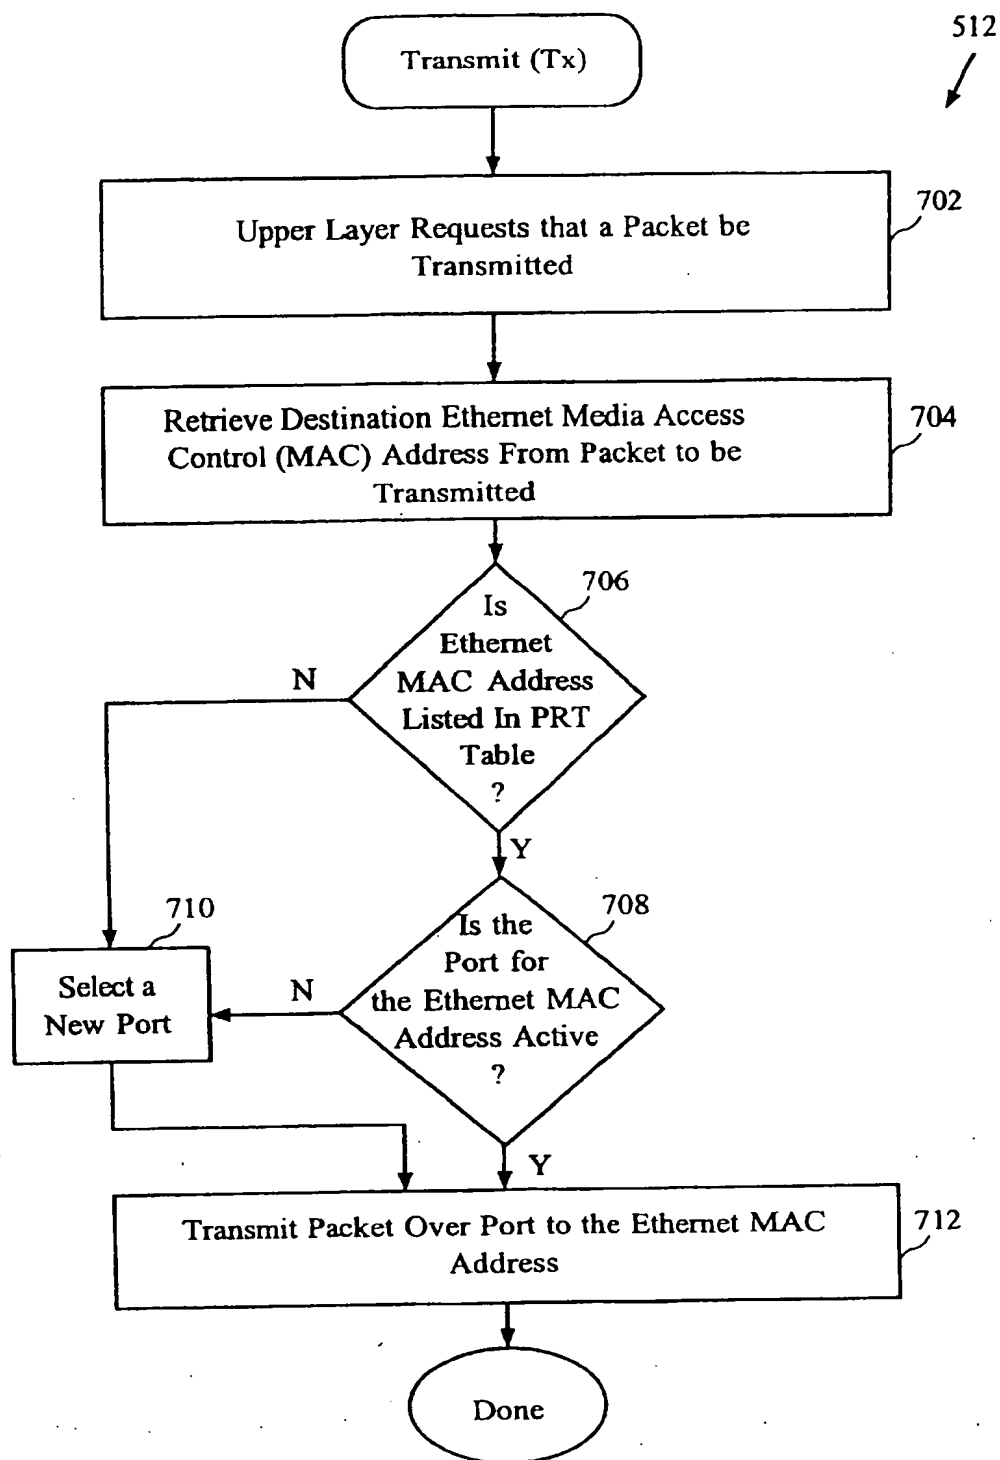 512
Transmit (Tx)
702
Upper Layer Requests that a Packet be
Transmitted
704
Retrieve Destination Ethernet Media Access
Control (MAC) Address From Packet to be
Transmitted
706
Is
Ethernet
MAC Address
Listed In PRT
Table
?
N
Y
710
708
Is the
Port for
the Ethernet MAC
Address Active
?
Select a
New Port
N
Y
712
Transmit Packet Over Port to the Ethernet MAC
Address
Done